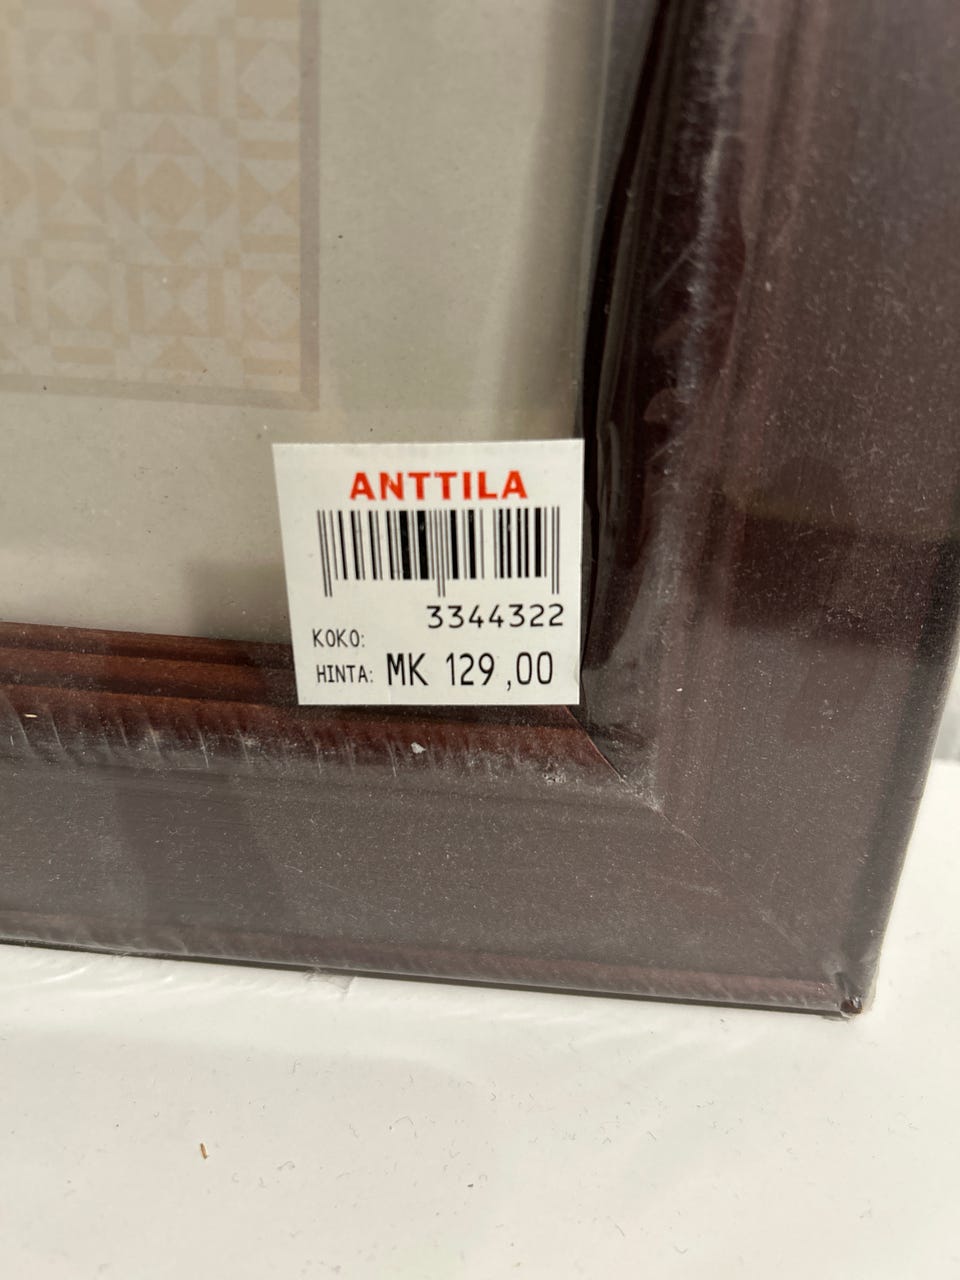 ANTTILA
3344322
KOKO:
HINTA: MK 129,00